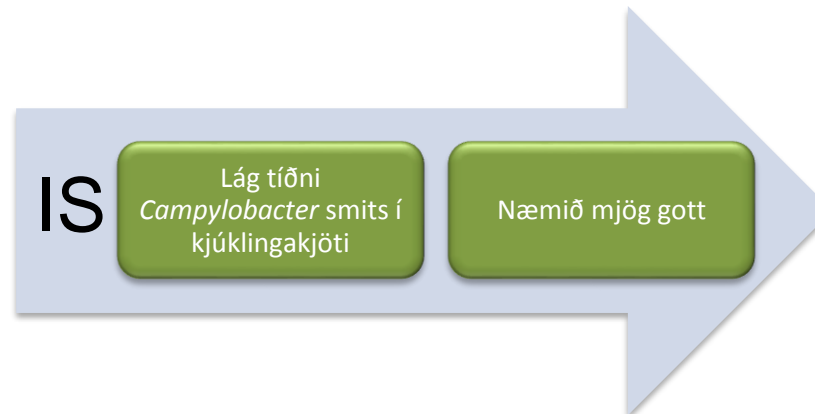 IS
Lág tíðni
Campylobacter smits í
kjúklingakjöti
Næmið mjög gott